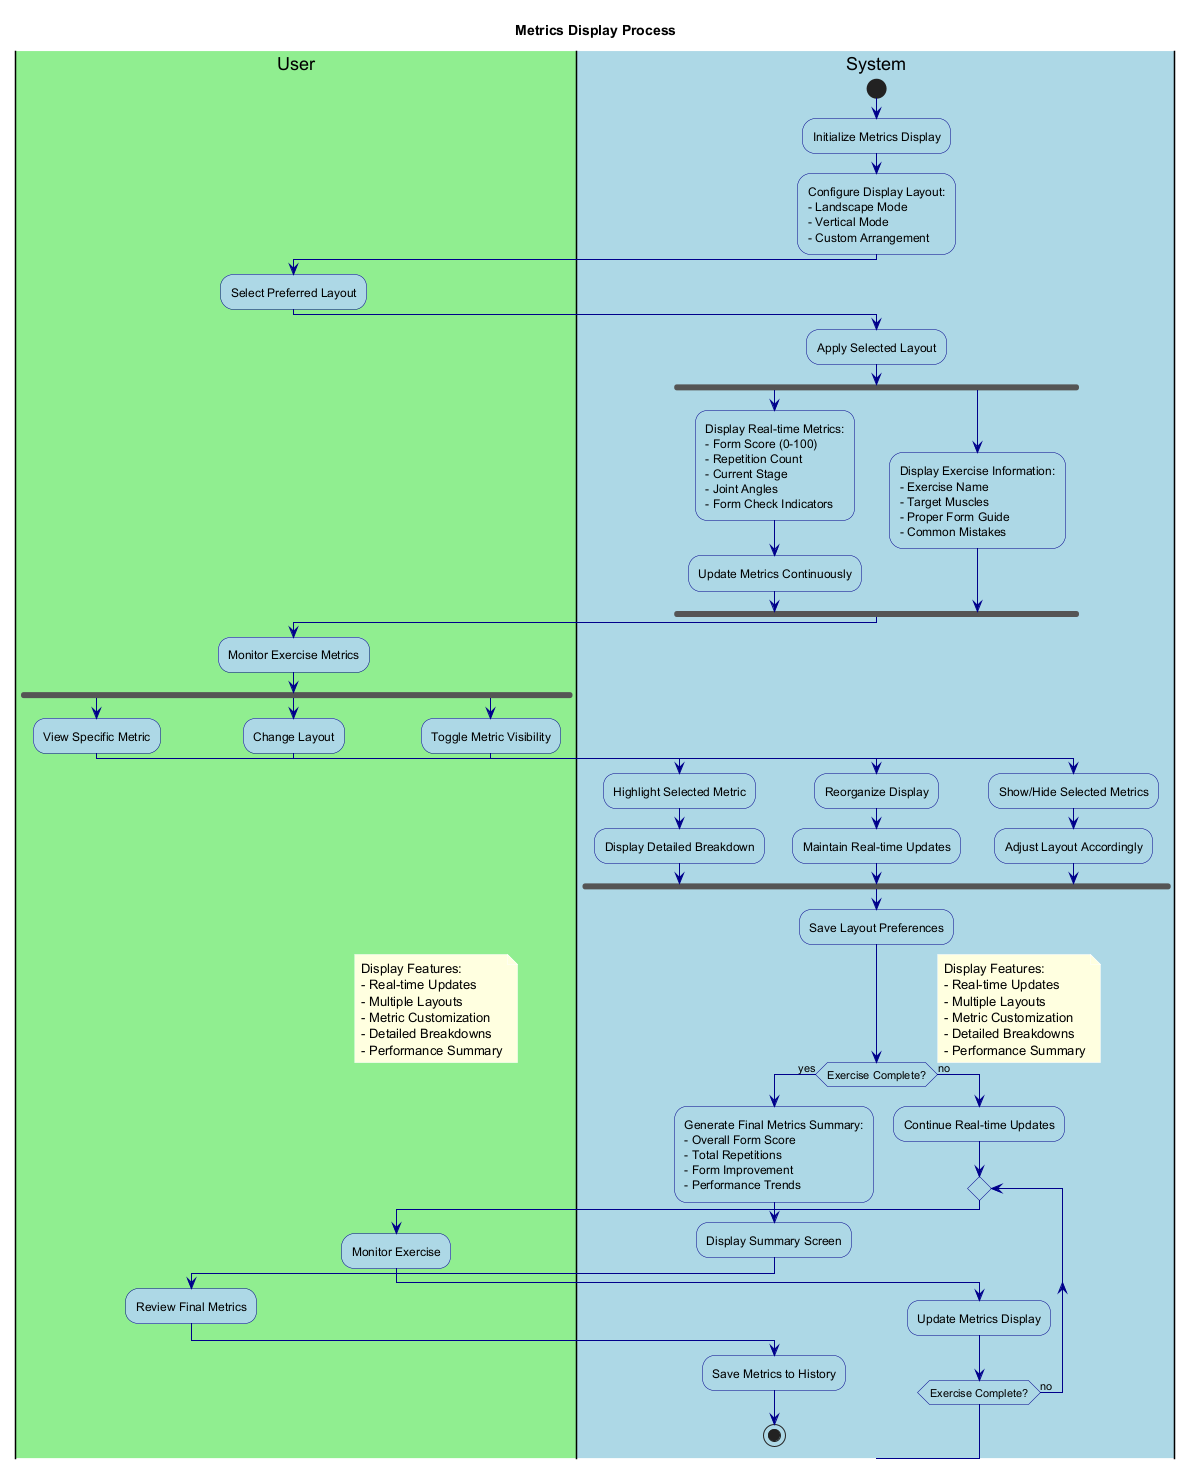 Metrics Display Process
User
System
Initialize Metrics Display
Configure Display Layout:
- Landscape Mode
- Vertical Mode
- Custom Arrangement
Select Preferred Layout
Apply Selected Layout
Display Real-time Metrics:
- Form Score (0-100)
- Repetition Count
- Current Stage
- Joint Angles
- Form Check Indicators
Display Exercise Information:
- Exercise Name
- Target Muscles
- Proper Form Guide
- Common Mistakes
Update Metrics Continuously
Monitor Exercise Metrics
View Specific Metric
Change Layout
Toggle Metric Visibility
Highlight Selected Metric
Reorganize Display
Show/Hide Selected Metrics
Display Detailed Breakdown
Maintain Real-time Updates
Adjust Layout Accordingly
Save Layout Preferences
Display Features:
- Real-time Updates
- Multiple Layouts
- Metric Customization
- Detailed Breakdowns
- Performance Summary
Display Features:
- Real-time Updates
- Multiple Layouts
- Metric Customization
- Detailed Breakdowns
- Performance Summary
yes
Exercise Complete?
no
Generate Final Metrics Summary:
- Overall Form Score
- Total Repetitions
- Form Improvement
- Performance Trends
Continue Real-time Updates
Display Summary Screen
Monitor Exercise
Review Final Metrics
Update Metrics Display
Save Metrics to History
Exercise Complete?
no